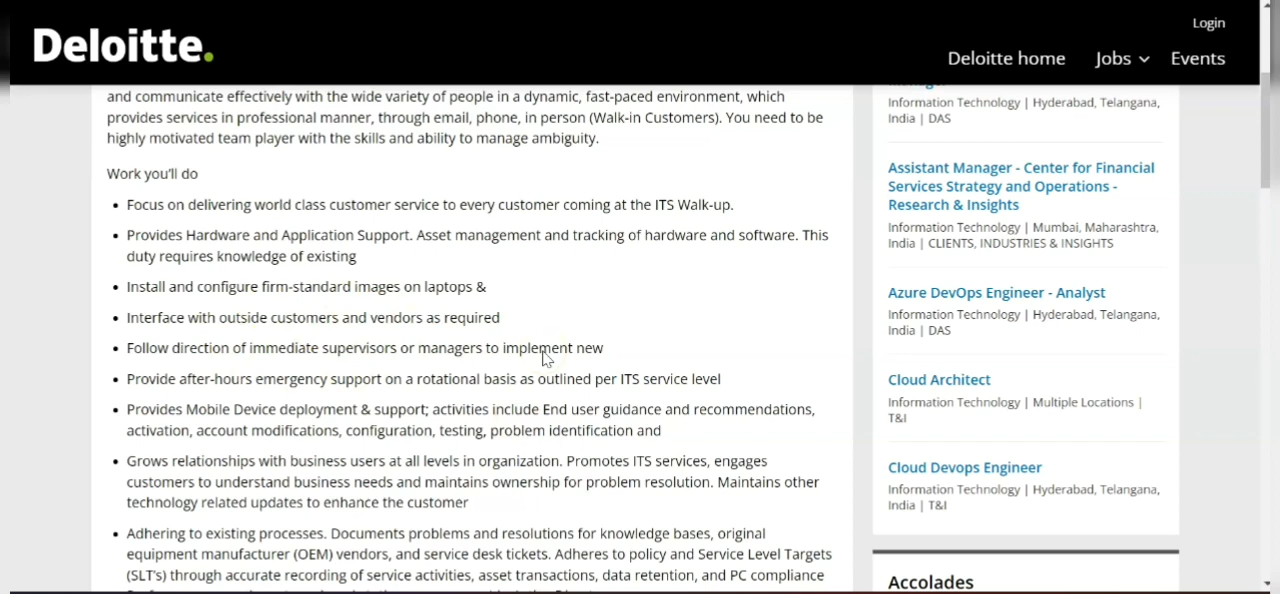 Login
Deloitte.
Deloitte home
Jobs
Events
and communicate effectively with the wide variety of people in a dynamic, fast-paced environment, which
provides services in professional manner, through email, phone, in person (Walk-in Customers). You need to be
highly motivated team player with the skills and ability to manage ambiguity.
Work you'll do
• Focus on delivering world class customer service to every customer coming at the ITS Walk-up.
• Provides Hardware and Application Support. Asset management and tracking of hardware and software. This
duty requires knowledge of existing
• Install and configure firm-standard images on laptops &
• Interface with outside customers and vendors as required
• Follow direction of immediate supervisors or managers to implement new
• Provide after-hours emergency support on a rotational basis as outlined per ITS service level
• Provides Mobile Device deployment & support; activities include End user guidance and recommendations,
activation, account modifications, configuration, testing, problem identification and
• Grows relationships with business users at all levels in organization. Promotes ITS services, engages
customers to understand business needs and maintains ownership for problem resolution. Maintains other
technology related updates to enhance the customer
• Adhering to existing processes. Documents problems and resolutions for knowledge bases, original
equipment manufacturer (OEM) vendors, and service desk tickets. Adheres to policy and Service Level Targets
(SLT's) through accurate recording of service activities, asset transactions, data retention, and PC compliance
Information Technology | Hyderabad, Telangana,
India | DAS
Assistant Manager - Center for Financial
Services Strategy and Operations -
Research & Insights
Information Technology | Mumbai, Maharashtra,
India | CLIENTS, INDUSTRIES & INSIGHTS
Azure DevOps Engineer - Analyst
Information Technology | Hyderabad, Telangana,
India | DAS
Cloud Architect
Information Technology | Multiple Locations |
T&I
Cloud Devops Engineer
Information Technology | Hyderabad, Telangana,
India | T&I
Accolades